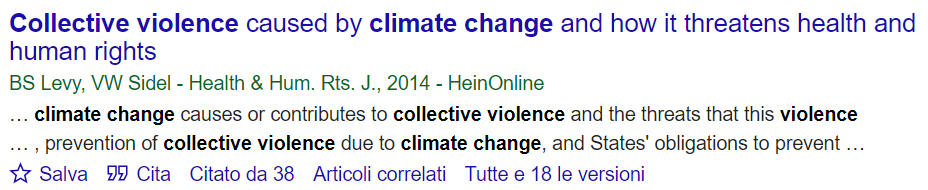 Collective violence caused by climate change and how it threatens health and
human rights
BS Levy, VW Sidel - Health & Hum. Rts. J., 2014 - HeinOnline
… climate change causes or contributes to collective violence and the threats that this violence
… , prevention of collective violence due to climate change, and States' obligations to prevent …
Salva Cita Citato da 38 Articoli correlati Tutte e 18 le versioni